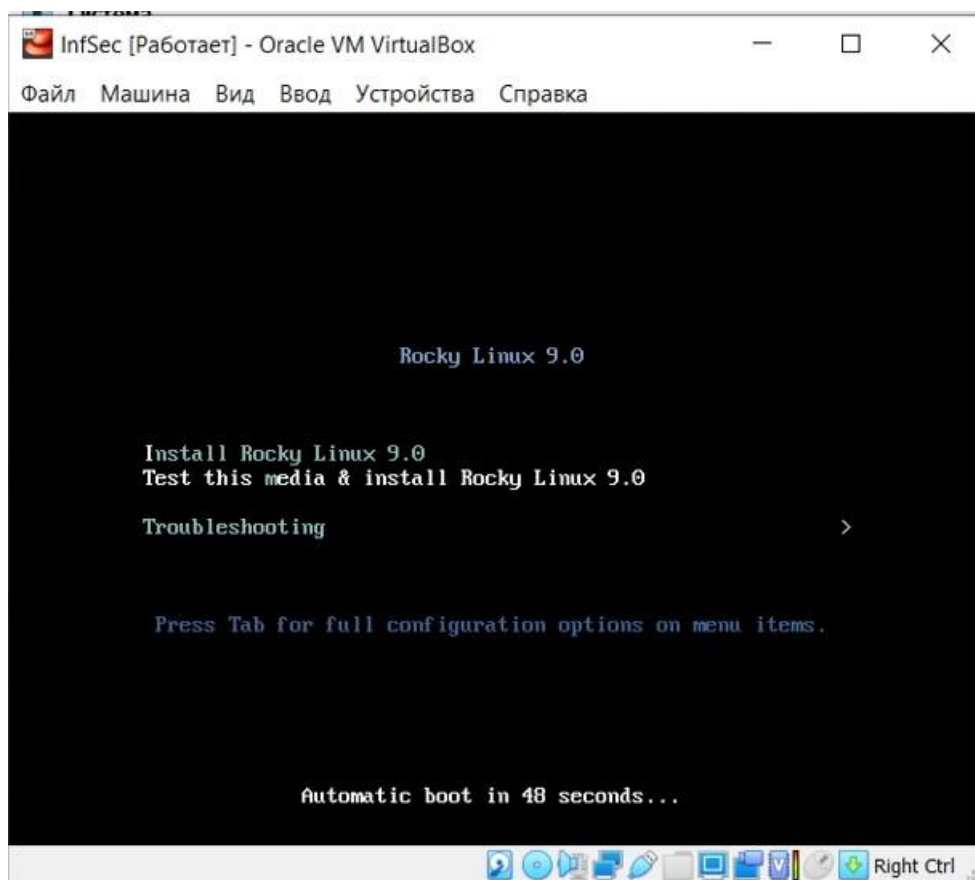 InfSec [Работает] - Oracle VM VirtualBox
Файл Машина Вид Ввод Устройства Справка
Rocky Linux 9.0
Install Rocky Linux 9.0
Test this media & install Rocky Linux 9.0
Troubleshooting >
Press Tab for full configuration options on menu items.
Automatic boot in 48 seconds...
Right Ctrl